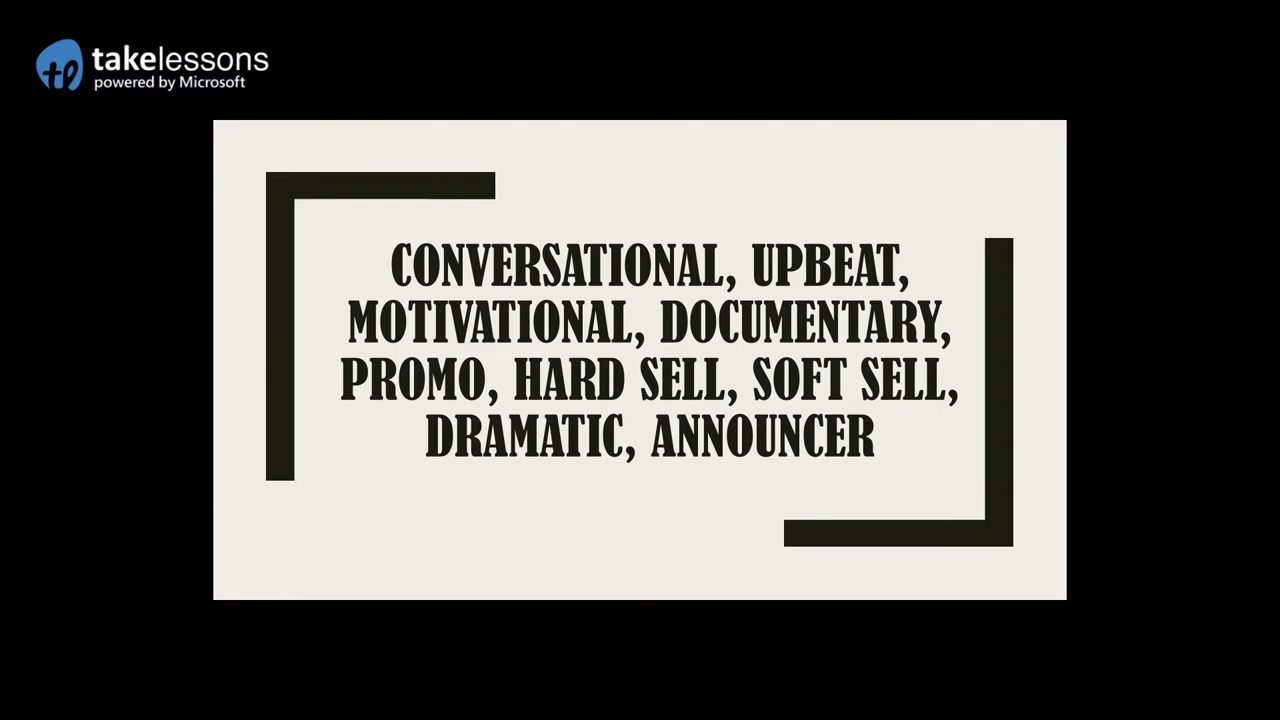 takelessons
powered by Microsoft
CONVERSATIONAL, UPBEAT,
MOTIVATIONAL, DOCUMENTARY,
PROMO, HARD SELL, SOFT SELL,
DRAMATIC, ANNOUNCER